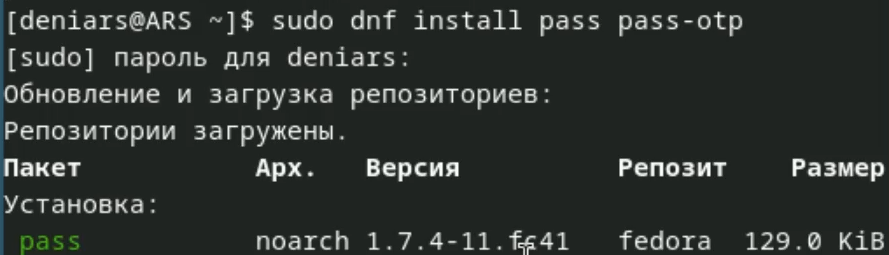 [deniars@ARS ~]$ sudo dnf install pass pass-otp
[sudo] пароль для deniars:
Обновление и загрузка репозиториев:
Репозитории загружены.
Пакет Арх. Версия Репозит Размер
Установка:
pass noarch 1.7.4-11.fc41 fedora 129.0 KiB